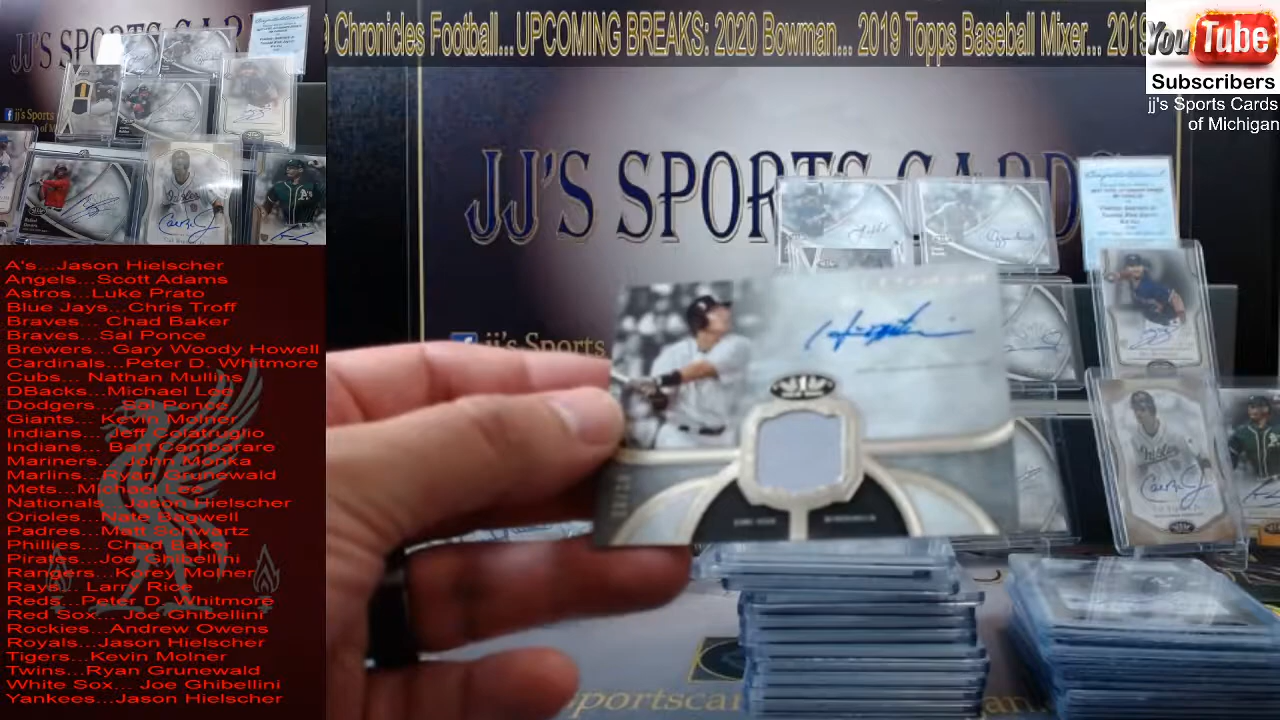 9 Chronicles Football...UPCOMING BREAKS: 2020 Bowman... 2019 Topps Baseball Mixer... 2019
You Tube
Subscribers
jj's Sports Cards
of Michigan
JJ'S SPORTS CARDS
jj's Sports
A's...Jason Hielscher
Angels...Scott Adams
Astros...Luke Prato
Blue Jays...Chris Troff
Braves... Chad Baker
Braves...Sal Ponce
Brewers...Gary Woody Howell
Cardinals...Peter D. Whitmore
Cubs... Nathan Mullins
DBacks...Michael Lee
Dodgers... Sal Ponce
Giants... Kevin Molner
Indians... Jeff Colatruglio
Indians... Bart Cambarare
Mariners... John Monka
Marlins...Ryan Grunewald
Mets...Michael Lee
Nationals...Jason Hielscher
Orioles...Nate Bagwell
Padres...Matt Schwartz
Phillies... Chad Baker
Pirates...Joe Ghibellini
Rangers...Korey Molner
Rays... Larry Rice
Reds...Peter D. Whitmore
Red Sox... Joe Ghibellini
Rockies...Andrew Owens
Royals...Jason Hielscher
Tigers...Kevin Molner
Twins...Ryan Grunewald
White Sox... Joe Ghibellini
Yankees...Jason Hielscher